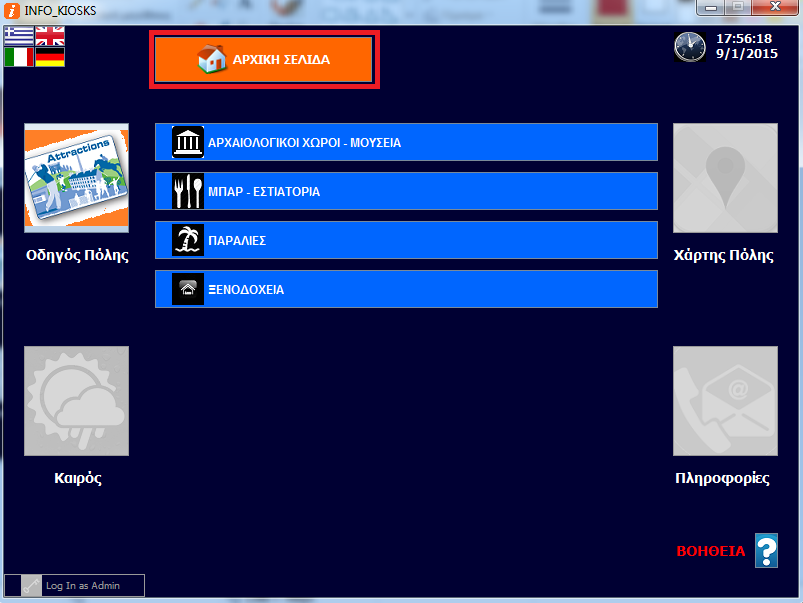 INFO_KIOSKS
ΑΡΧΙΚΗ ΣΕΛΙΔΑ
17:56:18
9/1/2015
Attractions
ΑΡΧΑΙΟΛΟΓΙΚΟΙ ΧΩΡΟΙ - ΜΟΥΣΕΙΑ
ΜΠΑΡ - ΕΣΤΙΑΤΟΡΙΑ
ΠΑΡΑΛΙΕΣ
ΞΕΝΟΔΟΧΕΙΑ
Οδηγός Πόλης
Χάρτης Πόλης
Καιρός
Πληροφορίες
ΒΟΗΘΕΙΑ ?
Log In as Admin